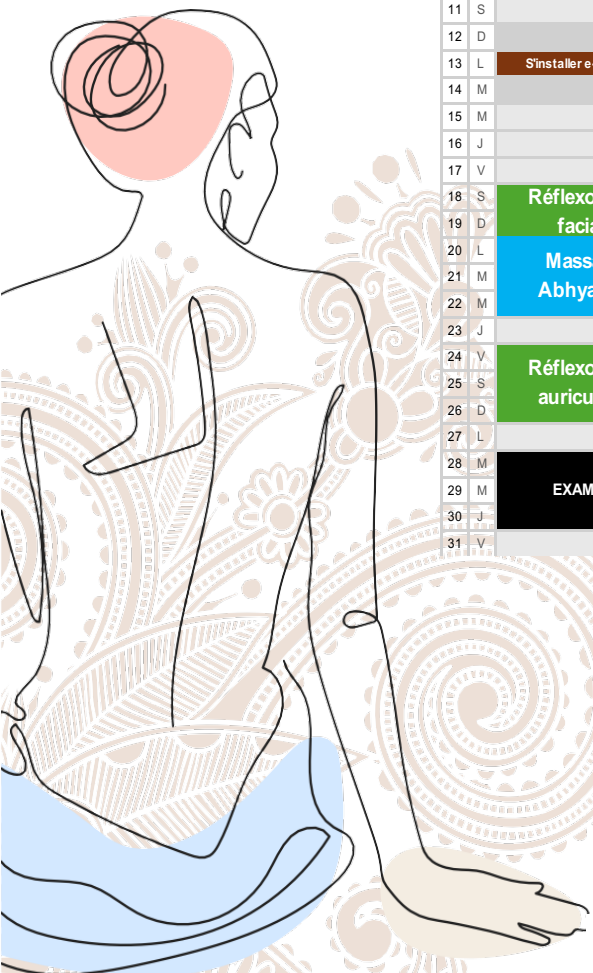 11 S
12 D
13 L S'installer e
14 M
15 M
16 J
17 V
18 S Réflexo
19 D facia
20 L Massa
21 M Abhya
22 M
23 J
24 V Réflexo
25 S auricu
26 D
27 L
28 M
29 M EXAM
30 J
31 V